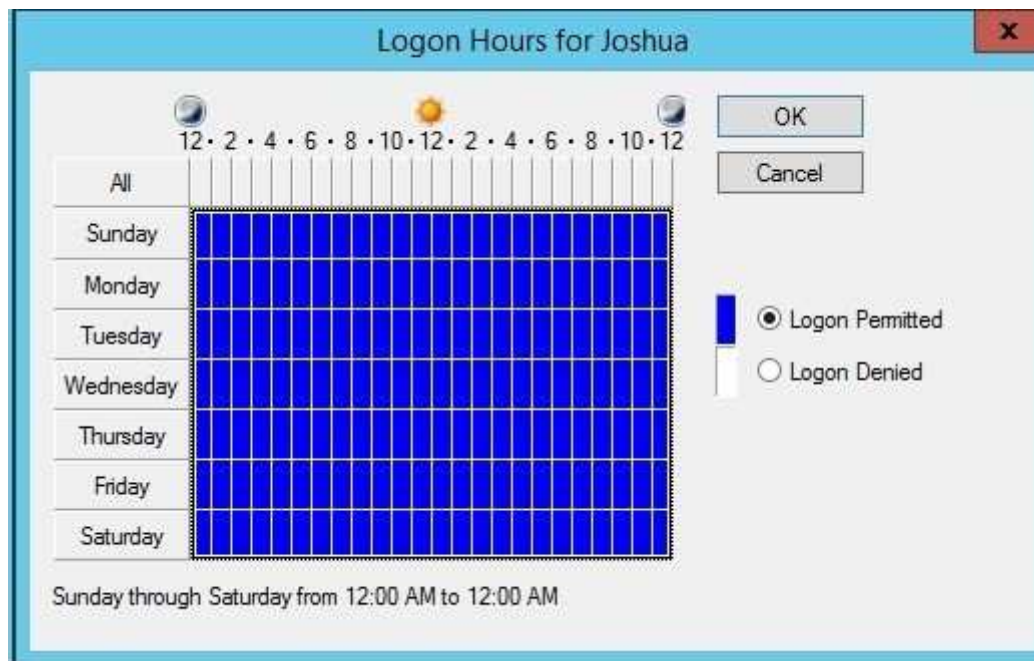 Logon Hours for Joshua
x
12 · 2 · 4 · 6 · 8 · 10 · 12 · 2 · 4 · 6 · 8 · 10 · 12
OK
Cancel
All
Sunday
Monday
Tuesday
Wednesday
Thursday
Friday
Saturday
Logon Permitted
Logon Denied
Sunday through Saturday from 12:00 AM to 12:00 AM